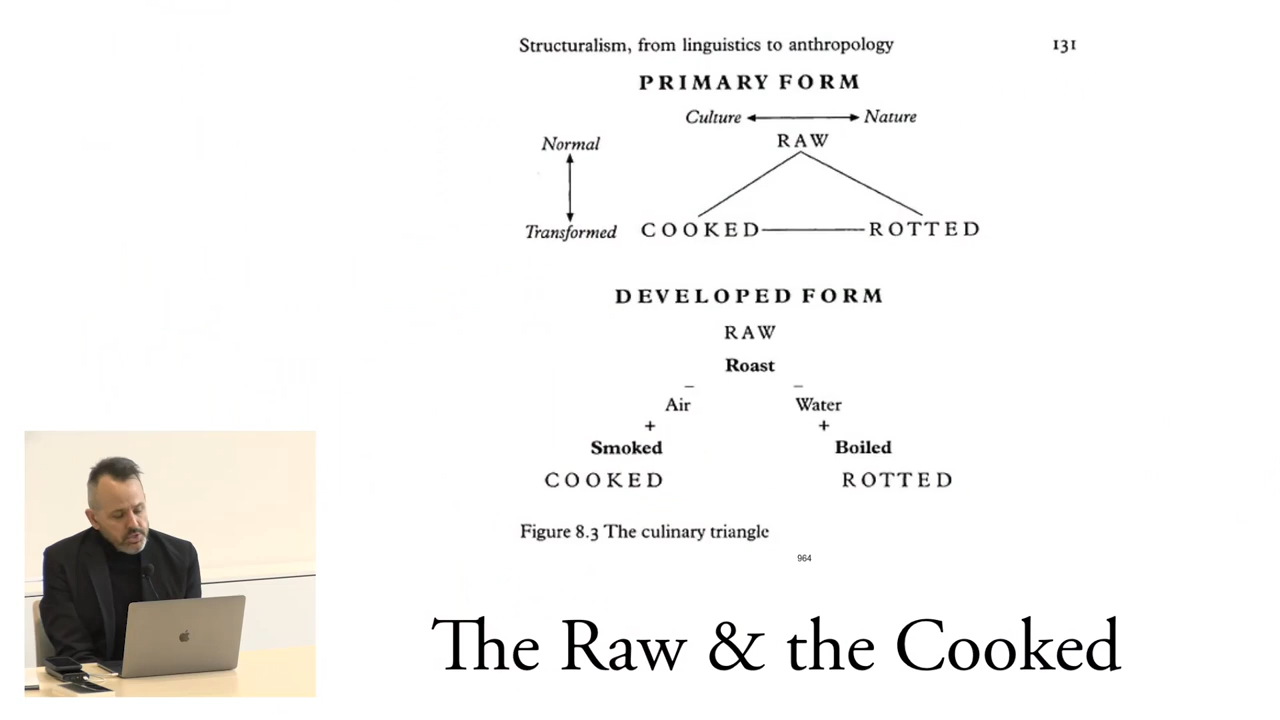 Structuralism, from linguistics to anthropology 131
PRIMARY FORM
Culture Nature
Normal
RAW
Transformed
COOKED ROTTED
DEVELOPED FORM
RAW
Roast
– –
Air Water
+ +
Smoked Boiled
COOKED ROTTED
Figure 8.3 The culinary triangle
964
The Raw & the Cooked